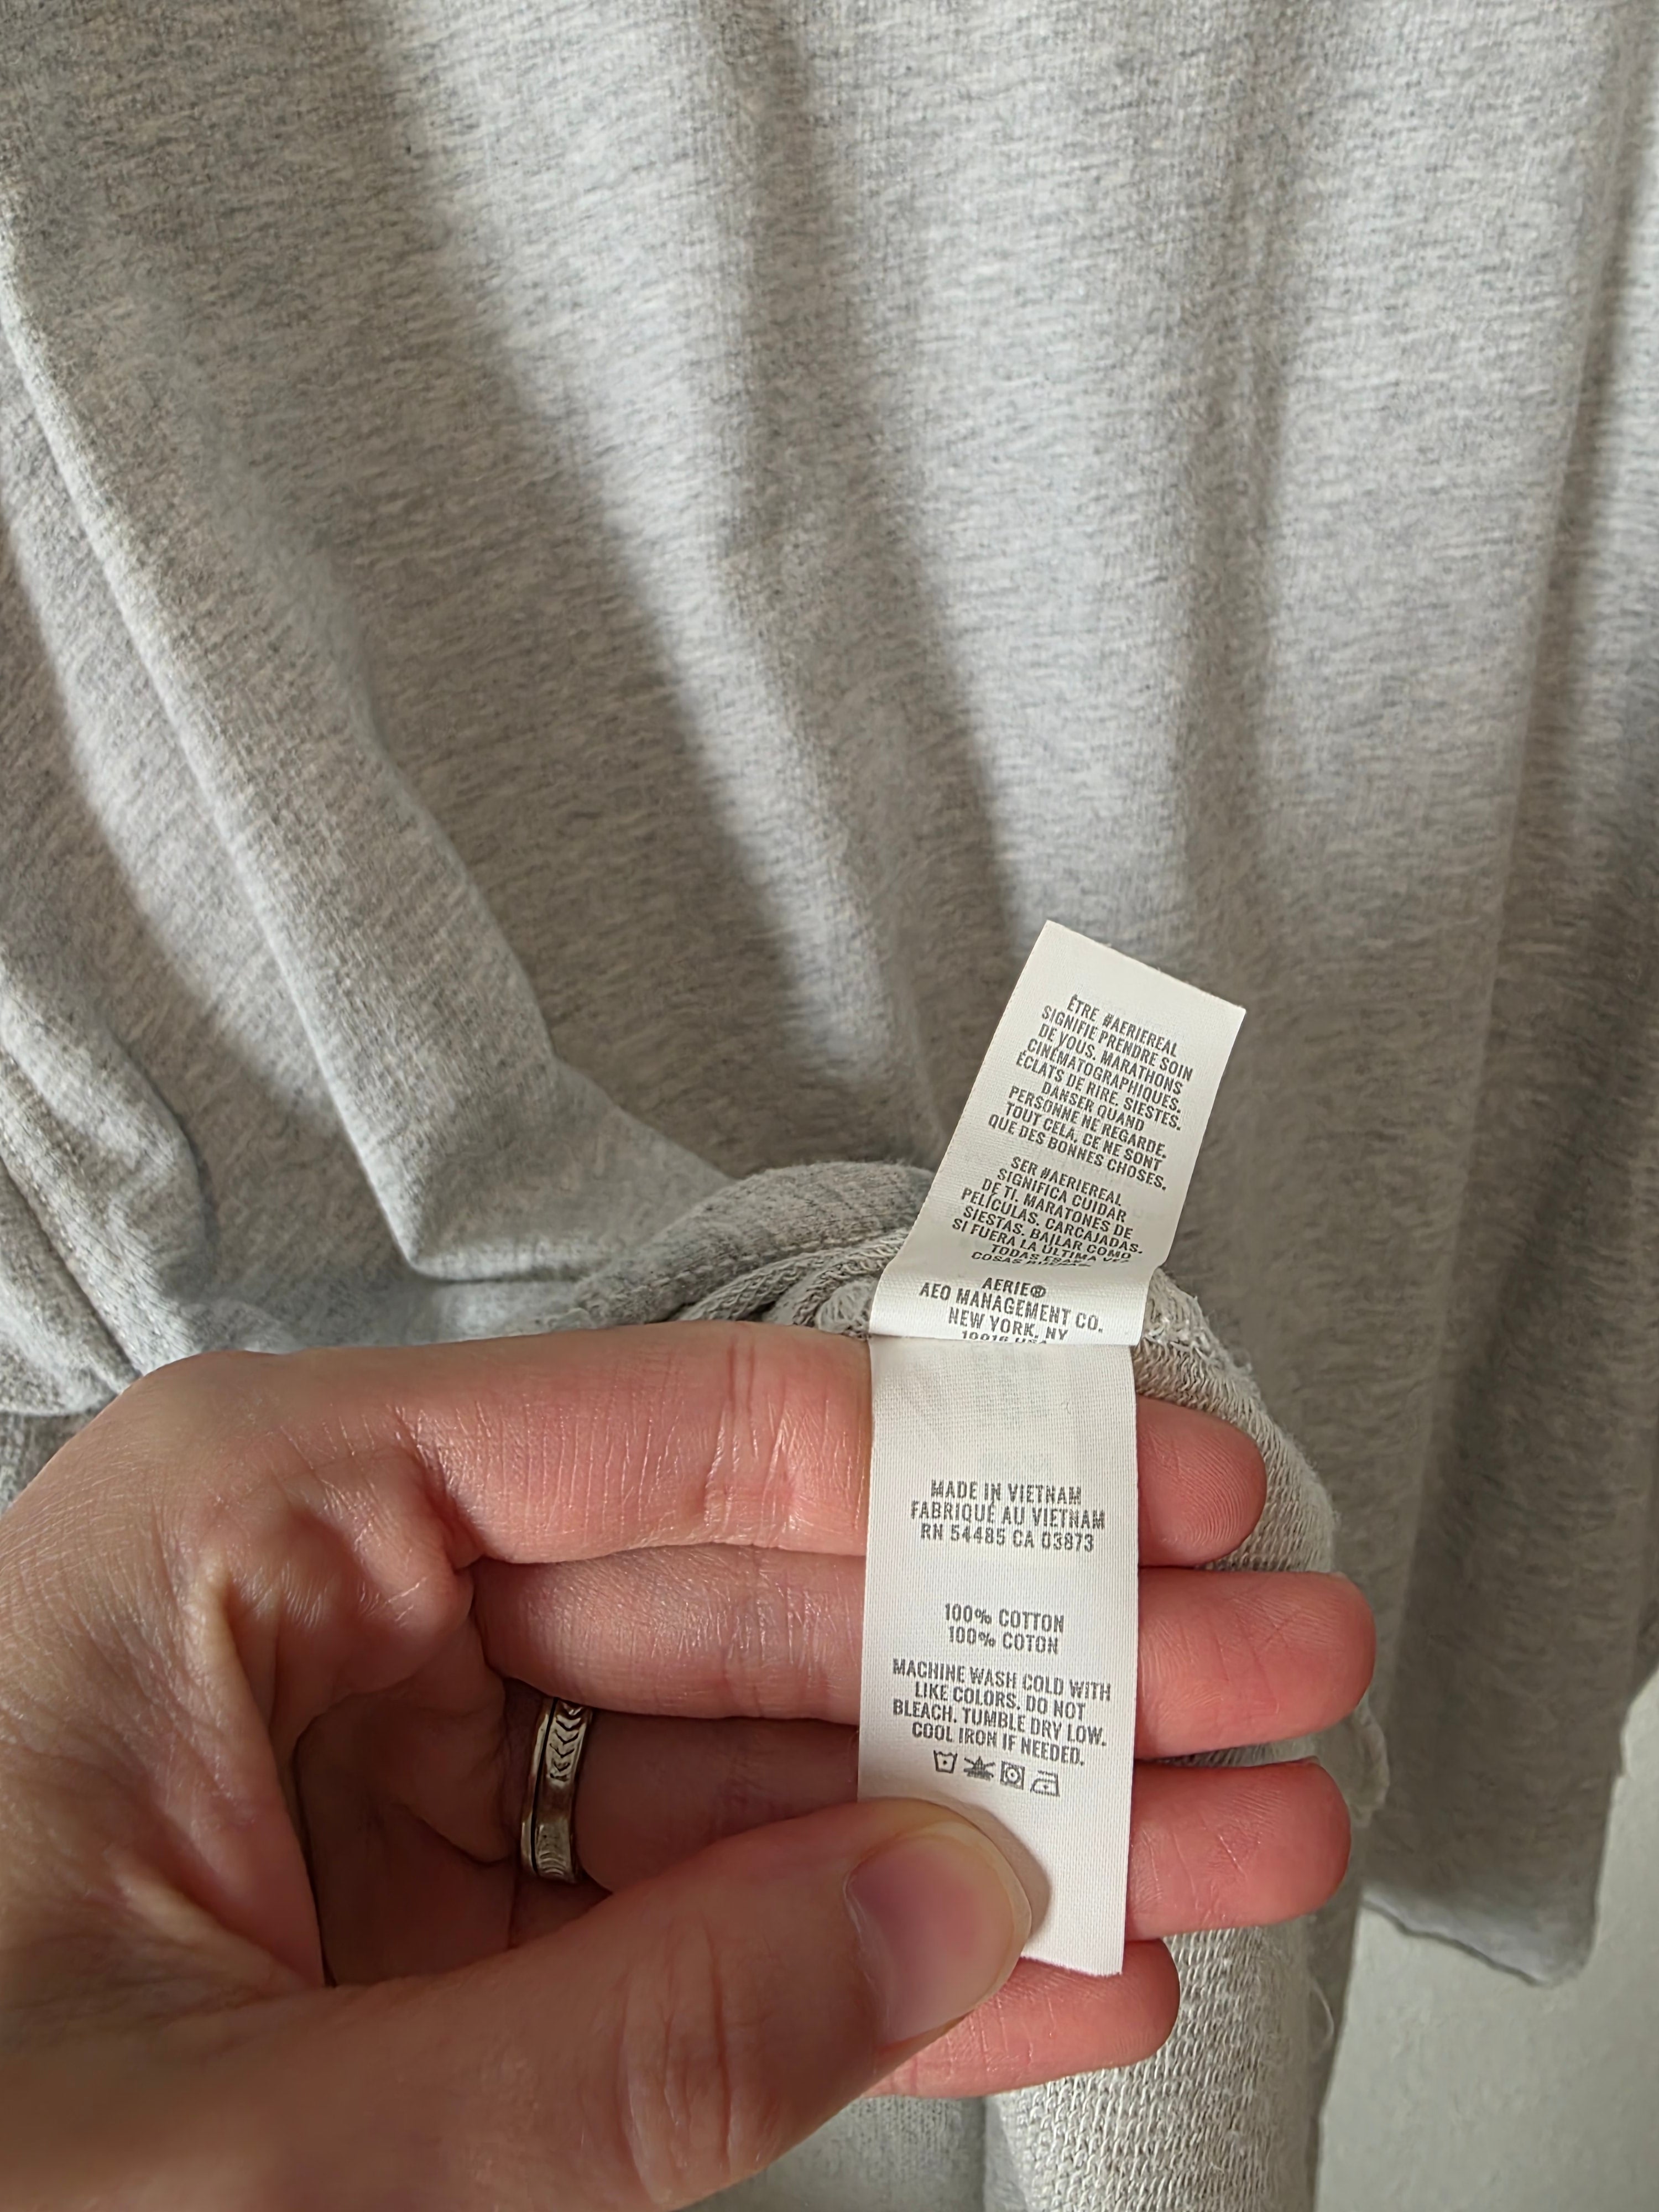 ÊTRE #AERIEREAL
SIGNIFIE PRENDRE SOIN
DE VOUS. MARATHONS
CINÉMATOGRAPHIQUES.
ÉCLATS DE RIRE. SIESTES.
DANSER QUAND
PERSONNE NE REGARDE.
TOUT CELA, CE NE SONT
QUE DES BONNES CHOSES.
SER #AERIEREAL
SIGNIFICA CUIDAR
DE TI. MARATONES DE
PELÍCULAS. CARCAJADAS.
SIESTAS. BAILAR COMO
SI FUERA LA ÚLTIMA VEZ
TODAS ESAS
COSAS
AERIE®
AEO MANAGEMENT CO.
NEW YORK, NY
MADE IN VIETNAM
FABRIQUÉ AU VIETNAM
RN 54485 CA 03873
100% COTTON
100% COTON
MACHINE WASH COLD WITH
LIKE COLORS. DO NOT
BLEACH. TUMBLE DRY LOW.
COOL IRON IF NEEDED.